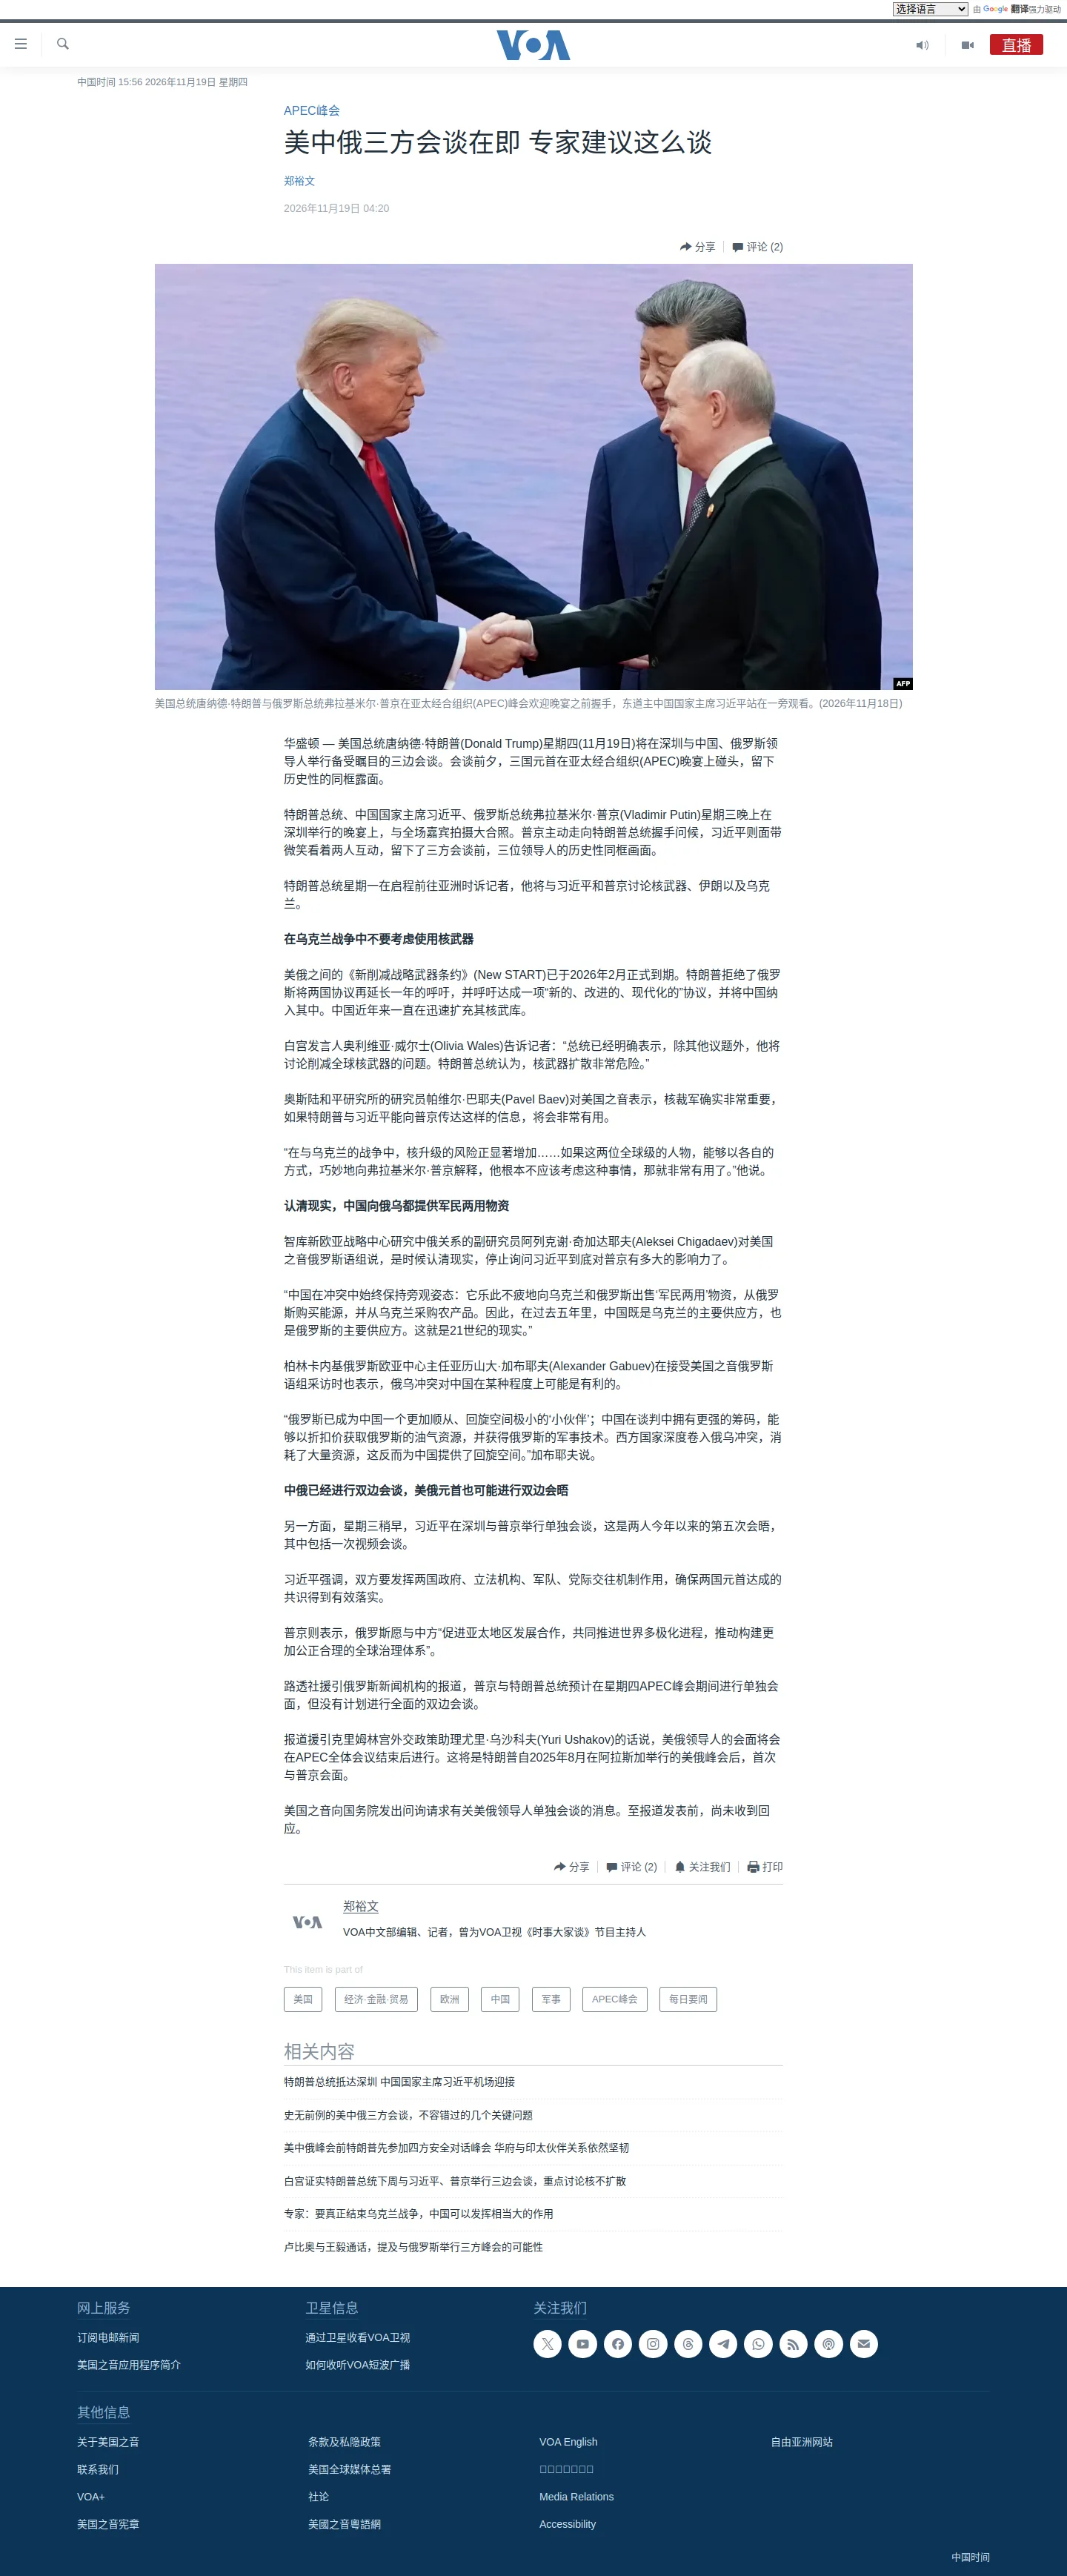 选择语言 由 Google 翻译强力驱动
VOA
直播
中国时间 15:56 2026年11月19日 星期四
APEC峰会
美中俄三方会谈在即 专家建议这么谈
郑裕文
2026年11月19日 04:20
分享 评论 (2)
AFP
美国总统唐纳德·特朗普与俄罗斯总统弗拉基米尔·普京在亚太经合组织(APEC)峰会欢迎晚宴之前握手，东道主中国国家主席习近平站在一旁观看。(2026年11月18日)
华盛顿 — 美国总统唐纳德·特朗普(Donald Trump)星期四(11月19日)将在深圳与中国、俄罗斯领
导人举行备受瞩目的三边会谈。会谈前夕，三国元首在亚太经合组织(APEC)晚宴上碰头，留下
历史性的同框露面。
特朗普总统、中国国家主席习近平、俄罗斯总统弗拉基米尔·普京(Vladimir Putin)星期三晚上在
深圳举行的晚宴上，与全场嘉宾拍摄大合照。普京主动走向特朗普总统握手问候，习近平则面带
微笑看着两人互动，留下了三方会谈前，三位领导人的历史性同框画面。
特朗普总统星期一在启程前往亚洲时诉记者，他将与习近平和普京讨论核武器、伊朗以及乌克
兰。
在乌克兰战争中不要考虑使用核武器
美俄之间的《新削减战略武器条约》(New START)已于2026年2月正式到期。特朗普拒绝了俄罗
斯将两国协议再延长一年的呼吁，并呼吁达成一项“新的、改进的、现代化的”协议，并将中国纳
入其中。中国近年来一直在迅速扩充其核武库。
白宫发言人奥利维亚·威尔士(Olivia Wales)告诉记者：“总统已经明确表示，除其他议题外，他将
讨论削减全球核武器的问题。特朗普总统认为，核武器扩散非常危险。”
奥斯陆和平研究所的研究员帕维尔·巴耶夫(Pavel Baev)对美国之音表示，核裁军确实非常重要，
如果特朗普与习近平能向普京传达这样的信息，将会非常有用。
“在与乌克兰的战争中，核升级的风险正显著增加……如果这两位全球级的人物，能够以各自的
方式，巧妙地向弗拉基米尔·普京解释，他根本不应该考虑这种事情，那就非常有用了。”他说。
认清现实，中国向俄乌都提供军民两用物资
智库新欧亚战略中心研究中俄关系的副研究员阿列克谢·奇加达耶夫(Aleksei Chigadaev)对美国
之音俄罗斯语组说，是时候认清现实，停止询问习近平到底对普京有多大的影响力了。
“中国在冲突中始终保持旁观姿态：它乐此不疲地向乌克兰和俄罗斯出售‘军民两用’物资，从俄罗
斯购买能源，并从乌克兰采购农产品。因此，在过去五年里，中国既是乌克兰的主要供应方，也
是俄罗斯的主要供应方。这就是21世纪的现实。”
柏林卡内基俄罗斯欧亚中心主任亚历山大·加布耶夫(Alexander Gabuev)在接受美国之音俄罗斯
语组采访时也表示，俄乌冲突对中国在某种程度上可能是有利的。
“俄罗斯已成为中国一个更加顺从、回旋空间极小的‘小伙伴’；中国在谈判中拥有更强的筹码，能
够以折扣价获取俄罗斯的油气资源，并获得俄罗斯的军事技术。西方国家深度卷入俄乌冲突，消
耗了大量资源，这反而为中国提供了回旋空间。”加布耶夫说。
中俄已经进行双边会谈，美俄元首也可能进行双边会晤
另一方面，星期三稍早，习近平在深圳与普京举行单独会谈，这是两人今年以来的第五次会晤，
其中包括一次视频会谈。
习近平强调，双方要发挥两国政府、立法机构、军队、党际交往机制作用，确保两国元首达成的
共识得到有效落实。
普京则表示，俄罗斯愿与中方“促进亚太地区发展合作，共同推进世界多极化进程，推动构建更
加公正合理的全球治理体系”。
路透社援引俄罗斯新闻机构的报道，普京与特朗普总统预计在星期四APEC峰会期间进行单独会
面，但没有计划进行全面的双边会谈。
报道援引克里姆林宫外交政策助理尤里·乌沙科夫(Yuri Ushakov)的话说，美俄领导人的会面将会
在APEC全体会议结束后进行。这将是特朗普自2025年8月在阿拉斯加举行的美俄峰会后，首次
与普京会面。
美国之音向国务院发出问询请求有关美俄领导人单独会谈的消息。至报道发表前，尚未收到回
应。
分享 评论 (2) 关注我们 打印
VOA
郑裕文
VOA中文部编辑、记者，曾为VOA卫视《时事大家谈》节目主持人
This item is part of
美国 经济·金融·贸易 欧洲 中国 军事 APEC峰会 每日要闻
相关内容
特朗普总统抵达深圳 中国国家主席习近平机场迎接
史无前例的美中俄三方会谈，不容错过的几个关键问题
美中俄峰会前特朗普先参加四方安全对话峰会 华府与印太伙伴关系依然坚韧
白宫证实特朗普总统下周与习近平、普京举行三边会谈，重点讨论核不扩散
专家：要真正结束乌克兰战争，中国可以发挥相当大的作用
卢比奥与王毅通话，提及与俄罗斯举行三方峰会的可能性
网上服务 卫星信息 关注我们
订阅电邮新闻 通过卫星收看VOA卫视
美国之音应用程序简介 如何收听VOA短波广播
其他信息
关于美国之音 条款及私隐政策 VOA English 自由亚洲网站
联系我们 美国全球媒体总署
VOA+ 社论 Media Relations
美国之音宪章 美國之音粵語網 Accessibility
中国时间